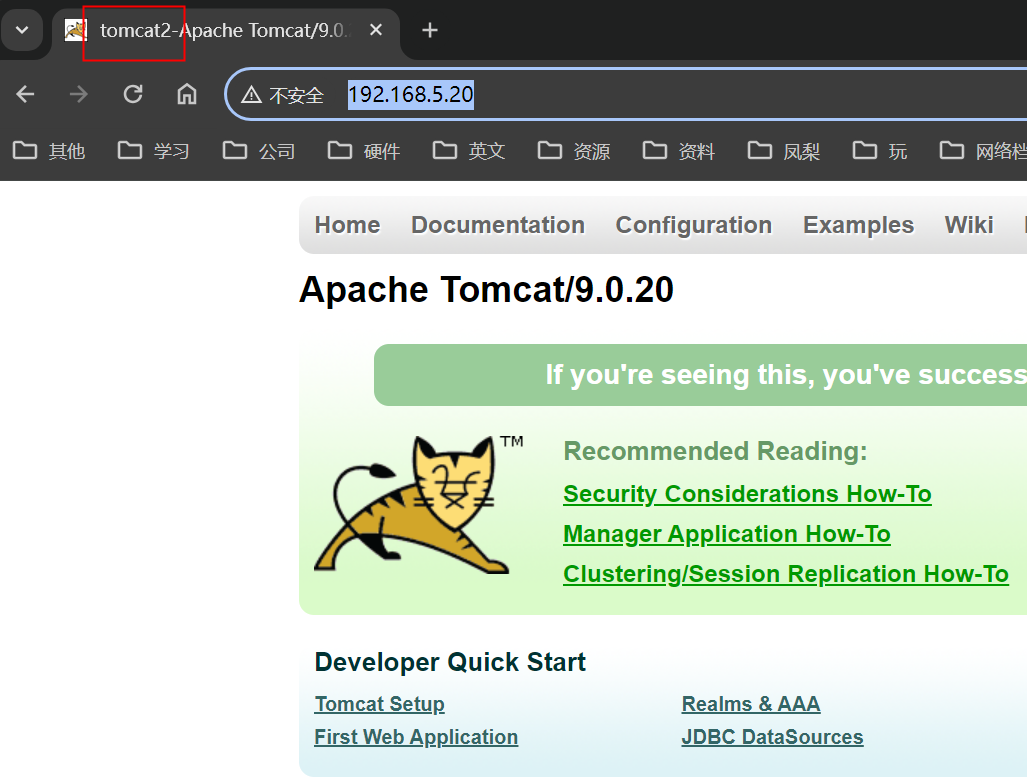 tomcat2-Apache Tomcat/9.0..
不安全 192.168.5.20
其他 学习 公司 硬件 英文 资源 资料 凤梨 玩 网络档
Home Documentation Configuration Examples Wiki
Apache Tomcat/9.0.20
If you're seeing this, you've success
TM
Recommended Reading:
Security Considerations How-To
Manager Application How-To
Clustering/Session Replication How-To
Developer Quick Start
Tomcat Setup Realms & AAA
First Web Application JDBC DataSources